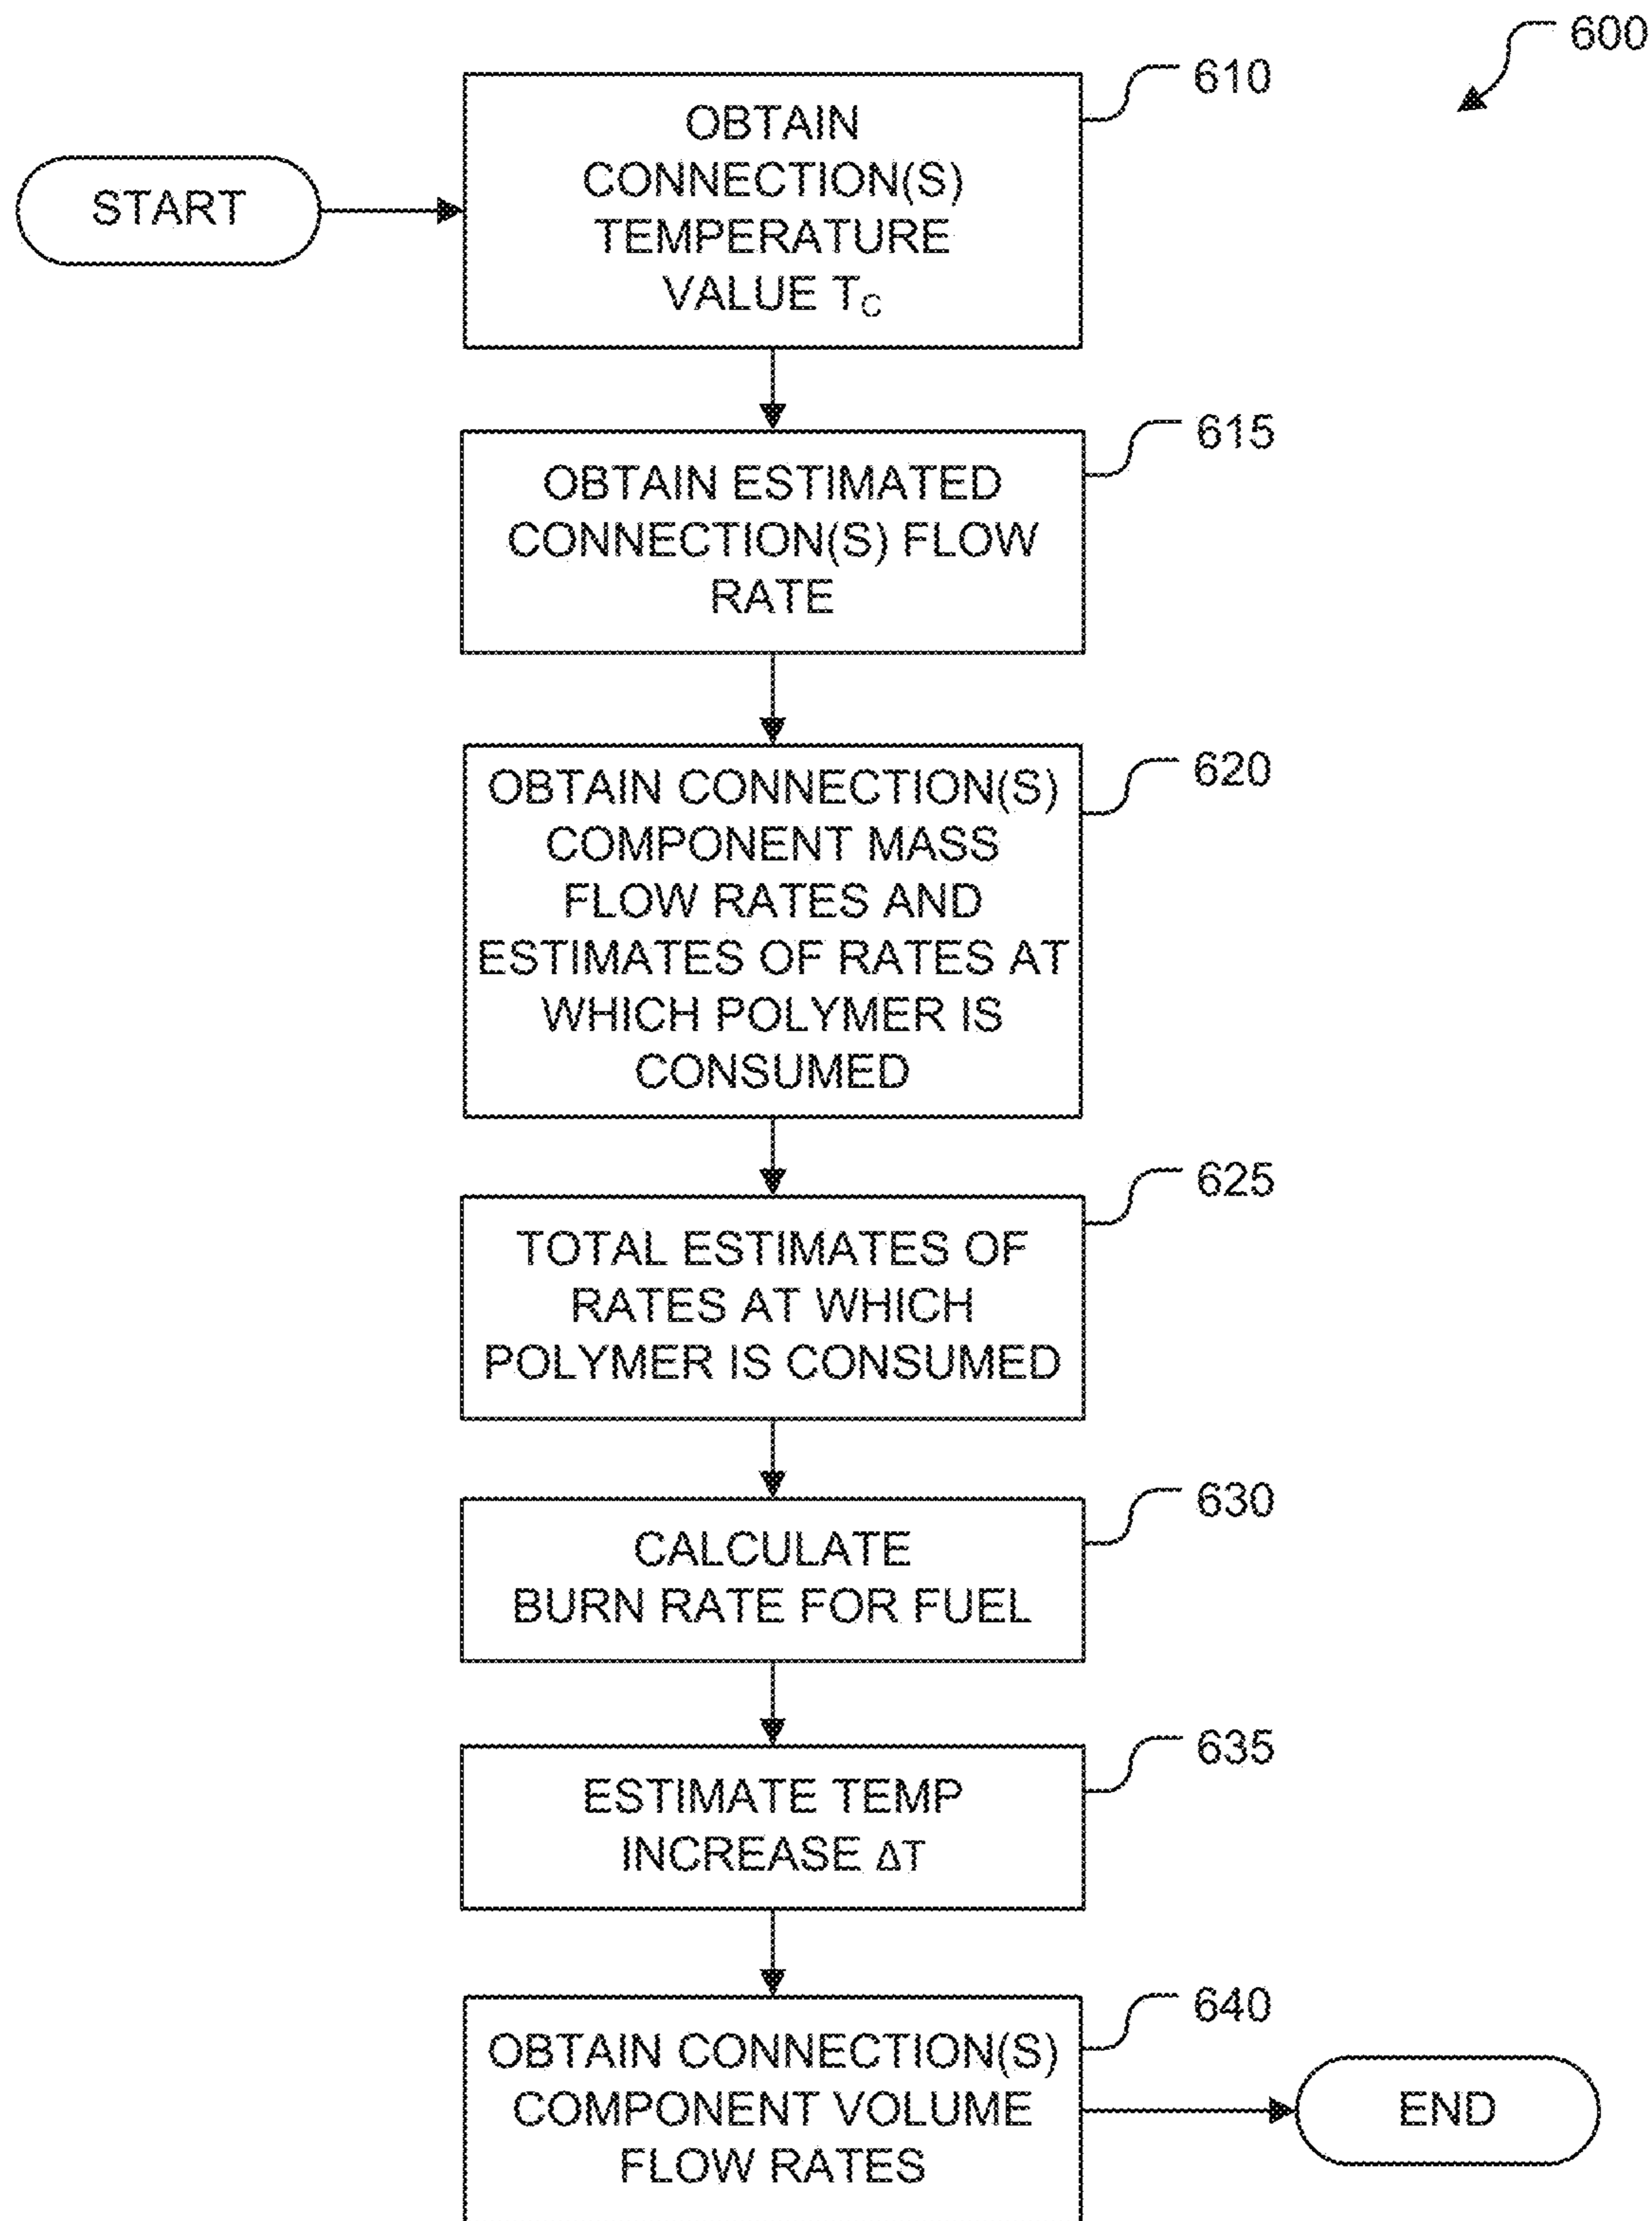 600
610
OBTAIN
CONNECTION(S)
TEMPERATURE
VALUE TC
START
615
OBTAIN ESTIMATED
CONNECTION(S) FLOW
RATE
620
OBTAIN CONNECTION(S)
COMPONENT MASS
FLOW RATES AND
ESTIMATES OF RATES AT
WHICH POLYMER IS
CONSUMED
625
TOTAL ESTIMATES OF
RATES AT WHICH
POLYMER IS CONSUMED
630
CALCULATE
BURN RATE FOR FUEL
635
ESTIMATE TEMP
INCREASE ΔT
640
OBTAIN CONNECTION(S)
COMPONENT VOLUME
FLOW RATES
END